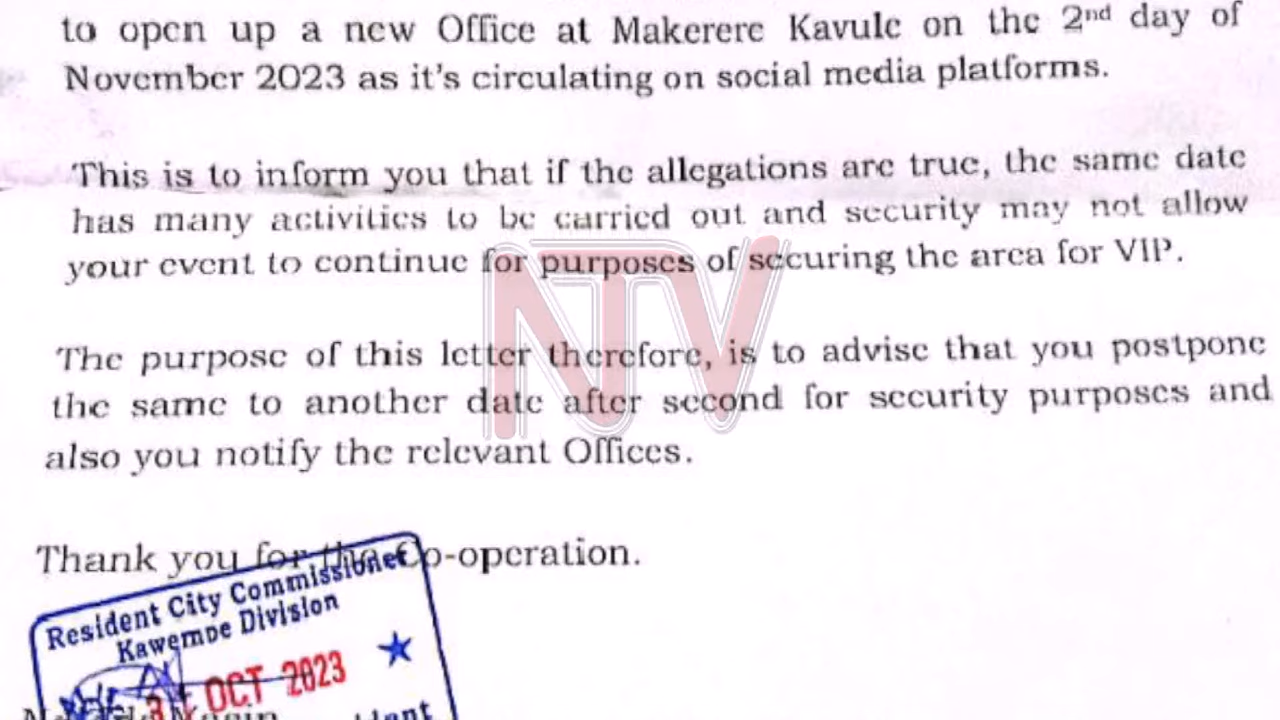 to open up a new Office at Makerere Kavule on the 2nd day of
November 2023 as it's circulating on social media platforms.
This is to inform you that if the allegations are true, the same date
has many activities to be carried out and security may not allow
your event to continue for purposes of securing the area for VIP.
NTV
The purpose of this letter therefore, is to advise that you postpone
the same to another date after second for security purposes and
also you notify the relevant Offices.
Thank you for the Co-operation.
Resident City Commissioner
Kawempe Division
OCT 2023